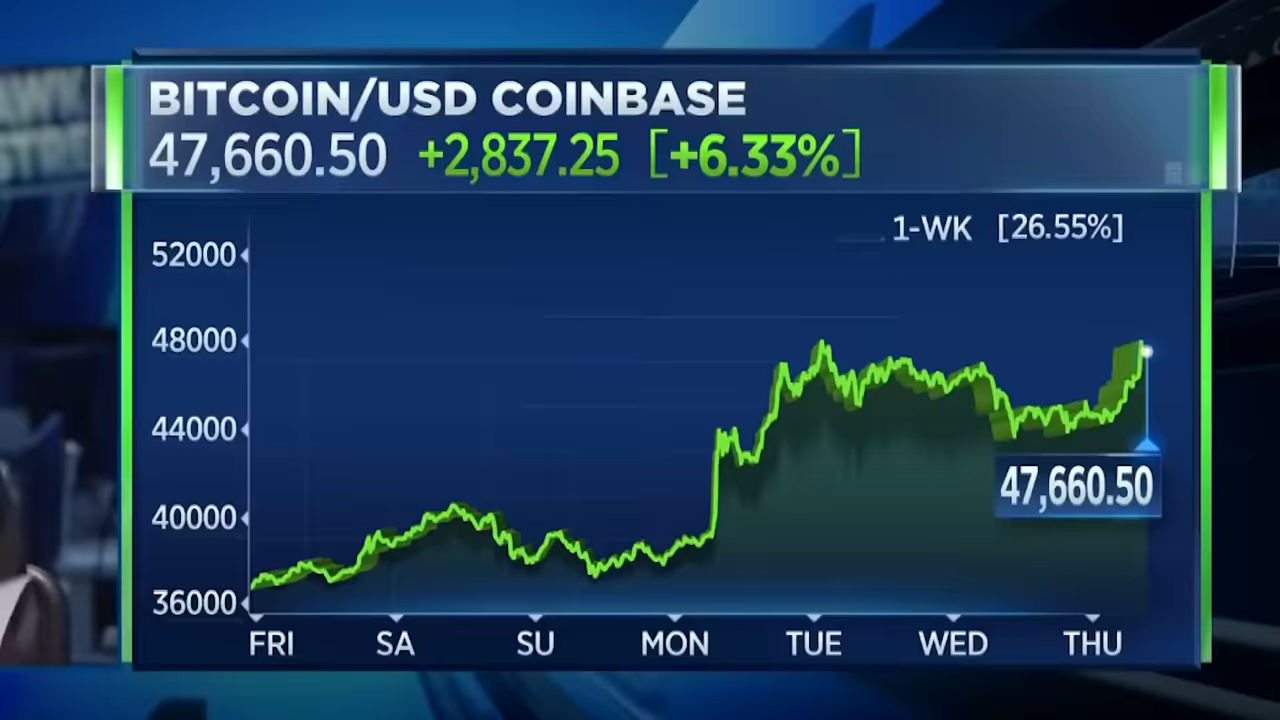 BITCOIN/USD COINBASE
47,660.50 +2,837.25 [+6.33%]
1-WK [26.55%]
52000
48000
44000
40000
36000
47,660.50
FRI SA SU MON TUE WED THU